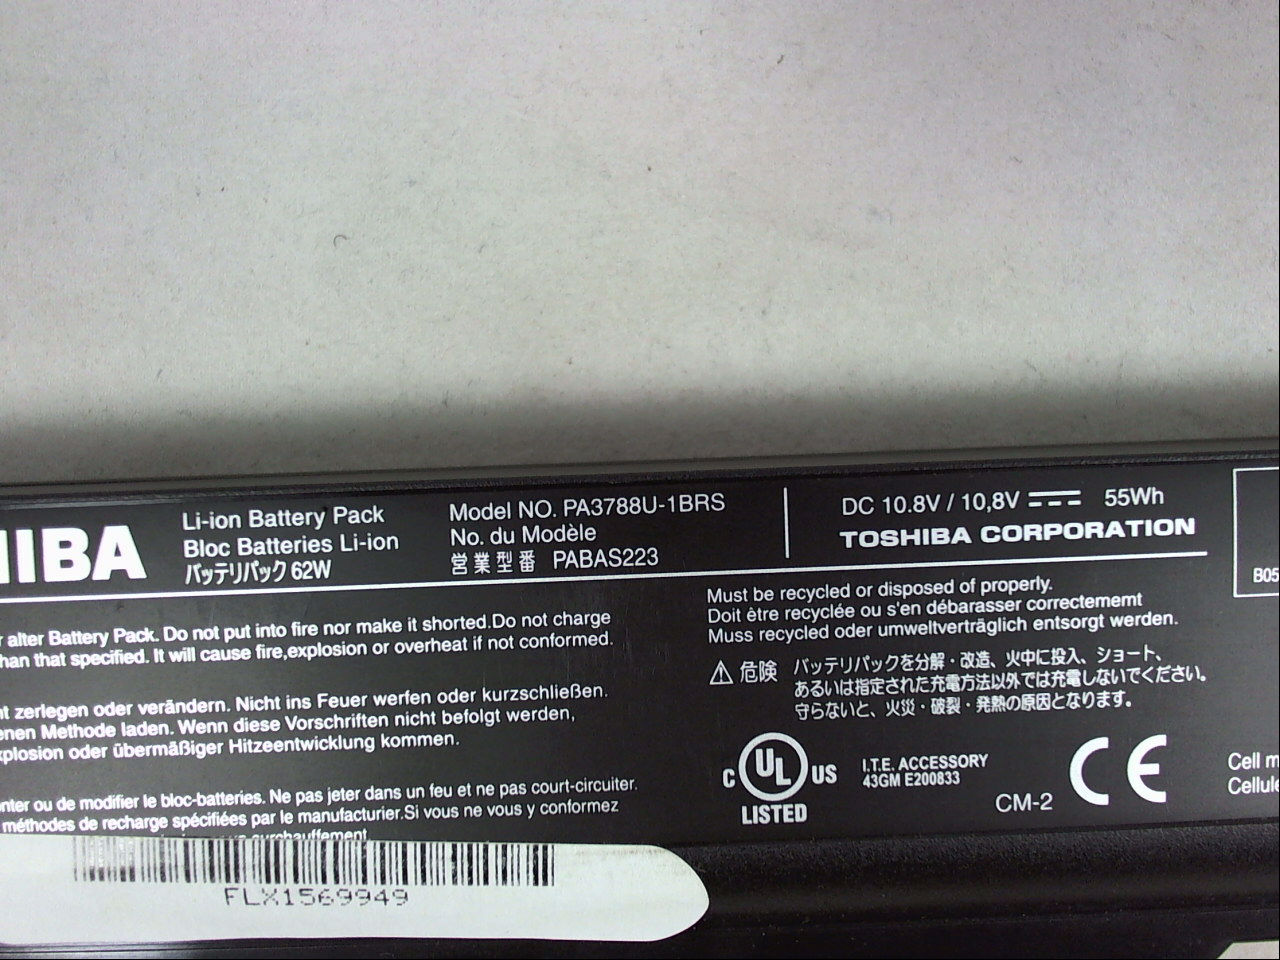 HIBA
Li-ion Battery Pack
Bloc Batteries Li-ion
バッテリパック 62W
Model NO. PA3788U-1BRS
No. du Modèle
営業型番 PABAS223
DC 10.8V / 10,8V 55Wh
TOSHIBA CORPORATION
B05
alter Battery Pack. Do not put into fire nor make it shorted.Do not charge
than that specified. It will cause fire,explosion or overheat if not conformed.
zerlegen oder verändern. Nicht ins Feuer werfen oder kurzschließen.
enen Methode laden. Wenn diese Vorschriften nicht befolgt werden,
xplosion oder übermäßiger Hitzeentwicklung kommen.
nter ou de modifier le bloc-batteries. Ne pas jeter dans un feu et ne pas court-circuiter.
méthodes de recharge spécifiées par le manufacturier.Si vous ne vous y conformez
surchauffement.
Must be recycled or disposed of properly.
Doit être recyclée ou s'en débarasser correctememt
Muss recycled oder umweltverträglich entsorgt werden.
⚠ 危険 バッテリパックを分解・改造、火中に投入、ショート、
あるいは指定された充電方法以外では充電しないでください。
守らないと、火災・破裂・発熱の原因となります。
C UL US
LISTED
I.T.E. ACCESSORY
43GM E200833
CM-2
CE
Cell m
Cellule
FLX1569949